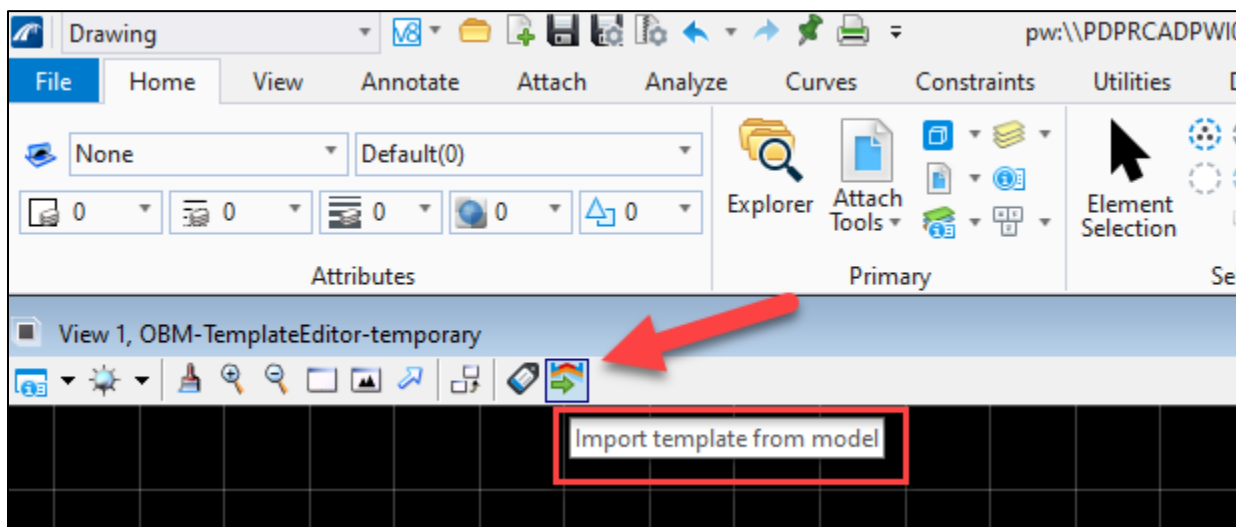 Drawing
V8
pw:\\PDPRCADPWI
File Home View Annotate Attach Analyze Curves Constraints Utilities
None Default(0)
0 0 0 0 0
Explorer
Attach
Tools
Element
Selection
Attributes
Primary
Se
View 1, OBM-TemplateEditor-temporary
Import template from model